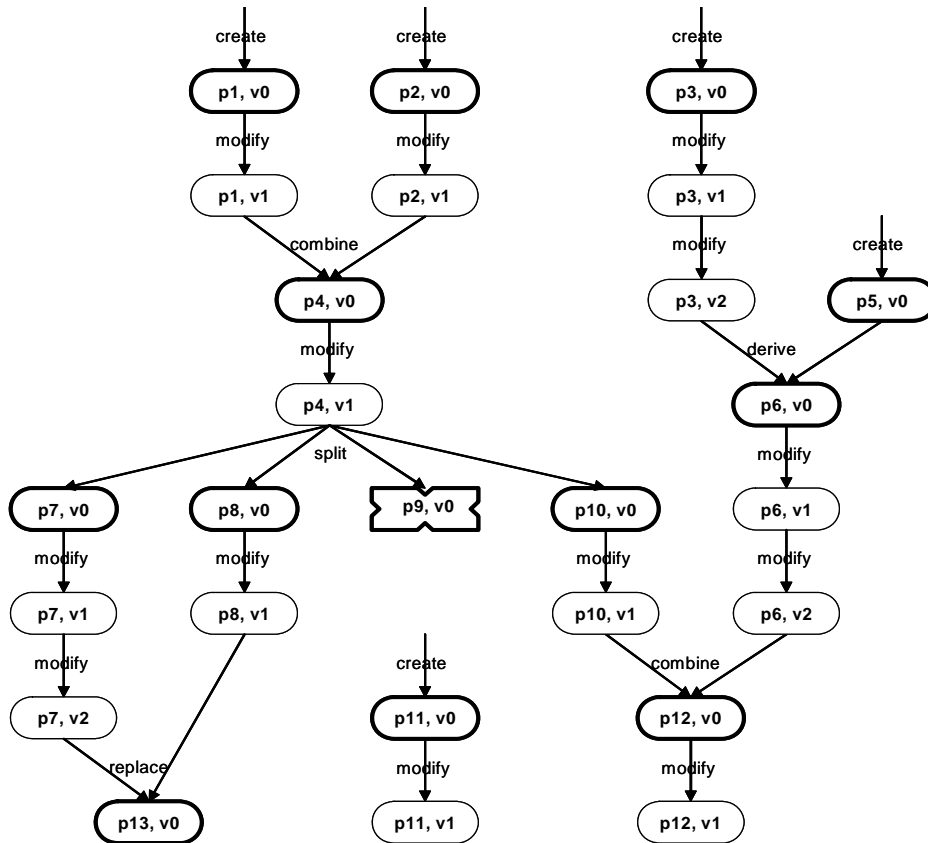 create create create
p1, v0 p2, v0 p3, v0
modify modify modify
p1, v1 p2, v1 p3, v1
combine modify create
p4, v0 p3, v2 p5, v0
modify derive
p4, v1 p6, v0
split modify
p7, v0 p8, v0 p9, v0 p10, v0 p6, v1
modify modify modify modify
p7, v1 p8, v1 p10, v1 p6, v2
modify create combine
p7, v2 p11, v0 p12, v0
replace modify modify
p13, v0 p11, v1 p12, v1